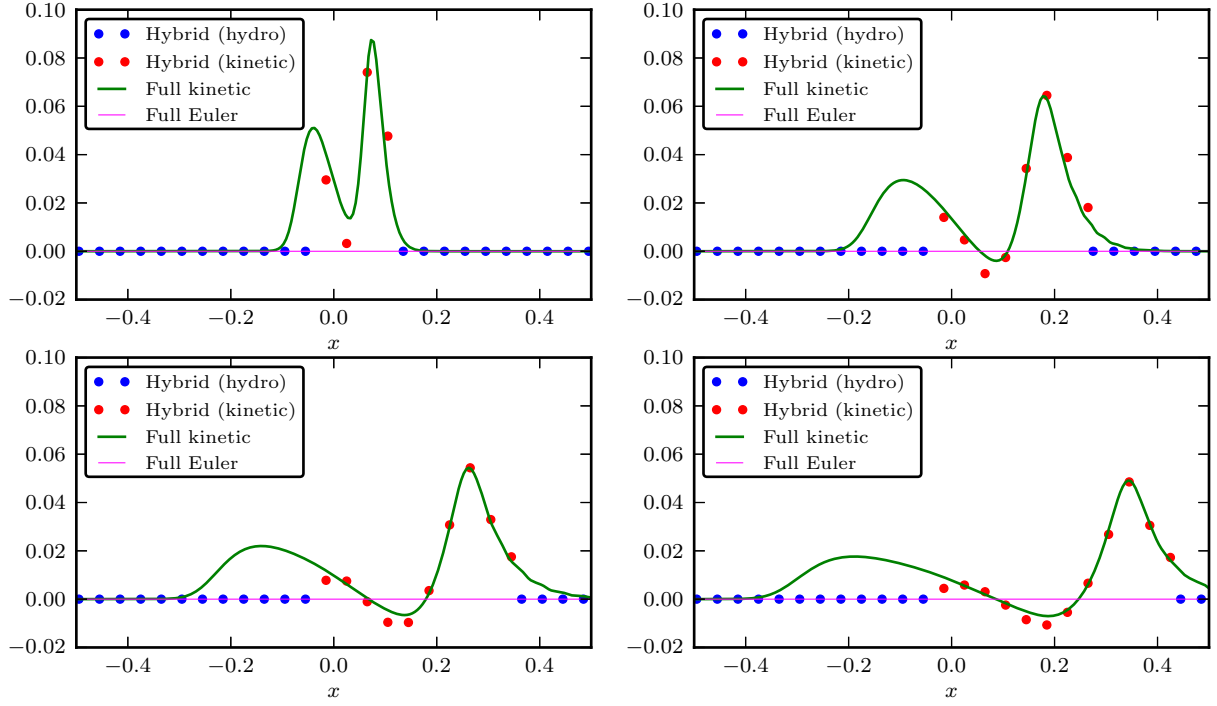 0.10
0.08
0.06
0.04
0.02
0.00
−0.02
−0.4 −0.2 0.0 0.2 0.4
x
Hybrid (hydro)
Hybrid (kinetic)
Full kinetic
Full Euler
0.10
0.08
0.06
0.04
0.02
0.00
−0.02
−0.4 −0.2 0.0 0.2 0.4
x
Hybrid (hydro)
Hybrid (kinetic)
Full kinetic
Full Euler
0.10
0.08
0.06
0.04
0.02
0.00
−0.02
−0.4 −0.2 0.0 0.2 0.4
x
Hybrid (hydro)
Hybrid (kinetic)
Full kinetic
Full Euler
0.10
0.08
0.06
0.04
0.02
0.00
−0.02
−0.4 −0.2 0.0 0.2 0.4
x
Hybrid (hydro)
Hybrid (kinetic)
Full kinetic
Full Euler